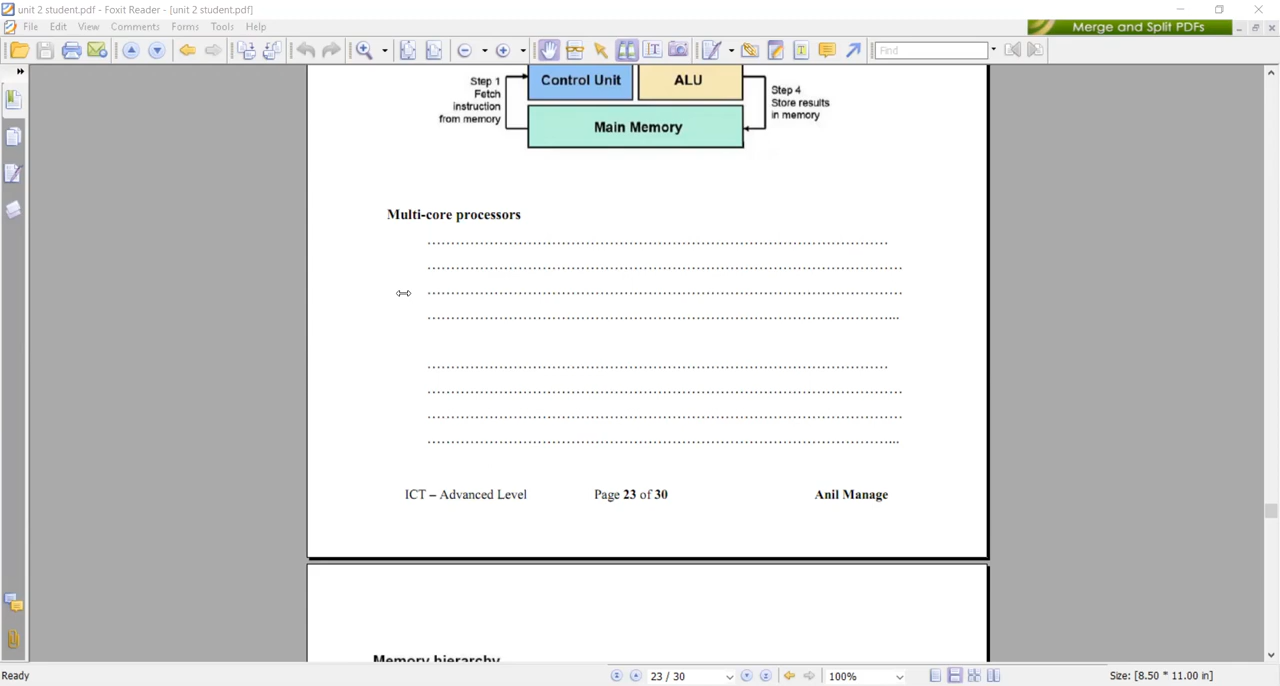 unit 2 student.pdf - Foxit Reader - [unit 2 student.pdf]
File Edit View Comments Forms Tools Help
Merge and Split PDFs
Find
Step 1
Fetch
instruction
from memory
Control Unit
ALU
Step 4
Store results
in memory
Main Memory
Multi-core processors
ICT – Advanced Level Page 23 of 30 Anil Manage
Memory hierarchy
Ready
23 / 30
100%
Size: [8.50 * 11.00 in]